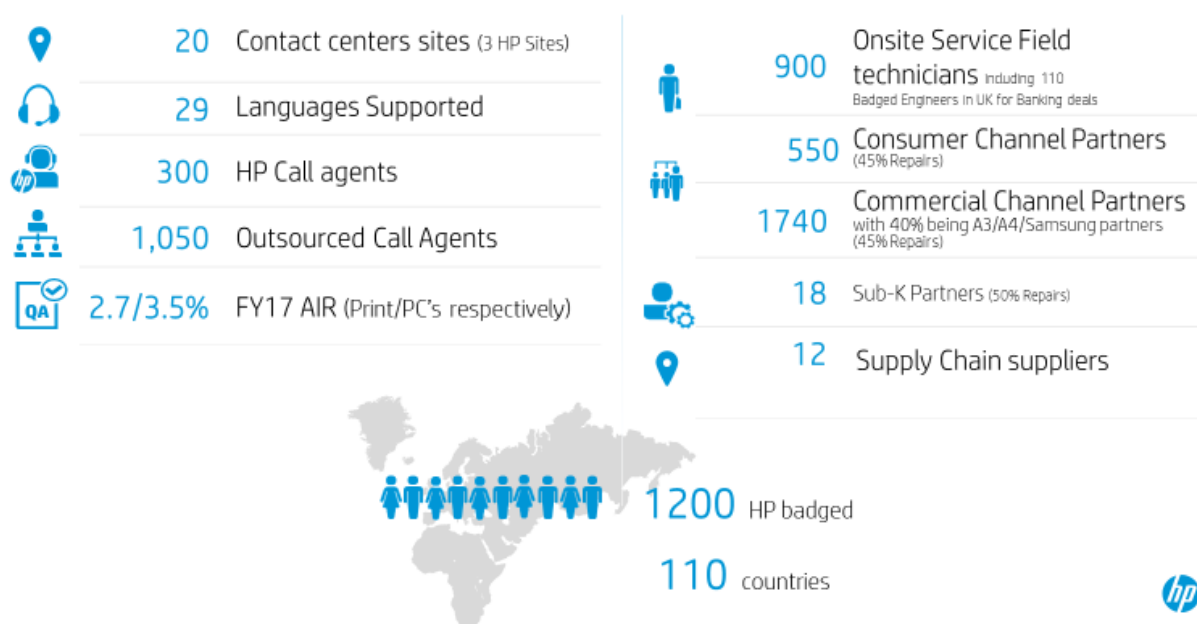 20 Contact centers sites (3 HP Sites)
29 Languages Supported
hp
300 HP Call agents
1,050 Outsourced Call Agents
QA
2.7/3.5% FY17 AIR (Print/PC's respectively)
900
Onsite Service Field
technicians Including 110
Badged Engineers in UK for Banking deals
550 Consumer Channel Partners
(45% Repairs)
1740 Commercial Channel Partners
with 40% being A3/A4/Samsung partners
(45% Repairs)
18 Sub-K Partners (50% Repairs)
12 Supply Chain suppliers
1200 HP badged
110 countries
hp